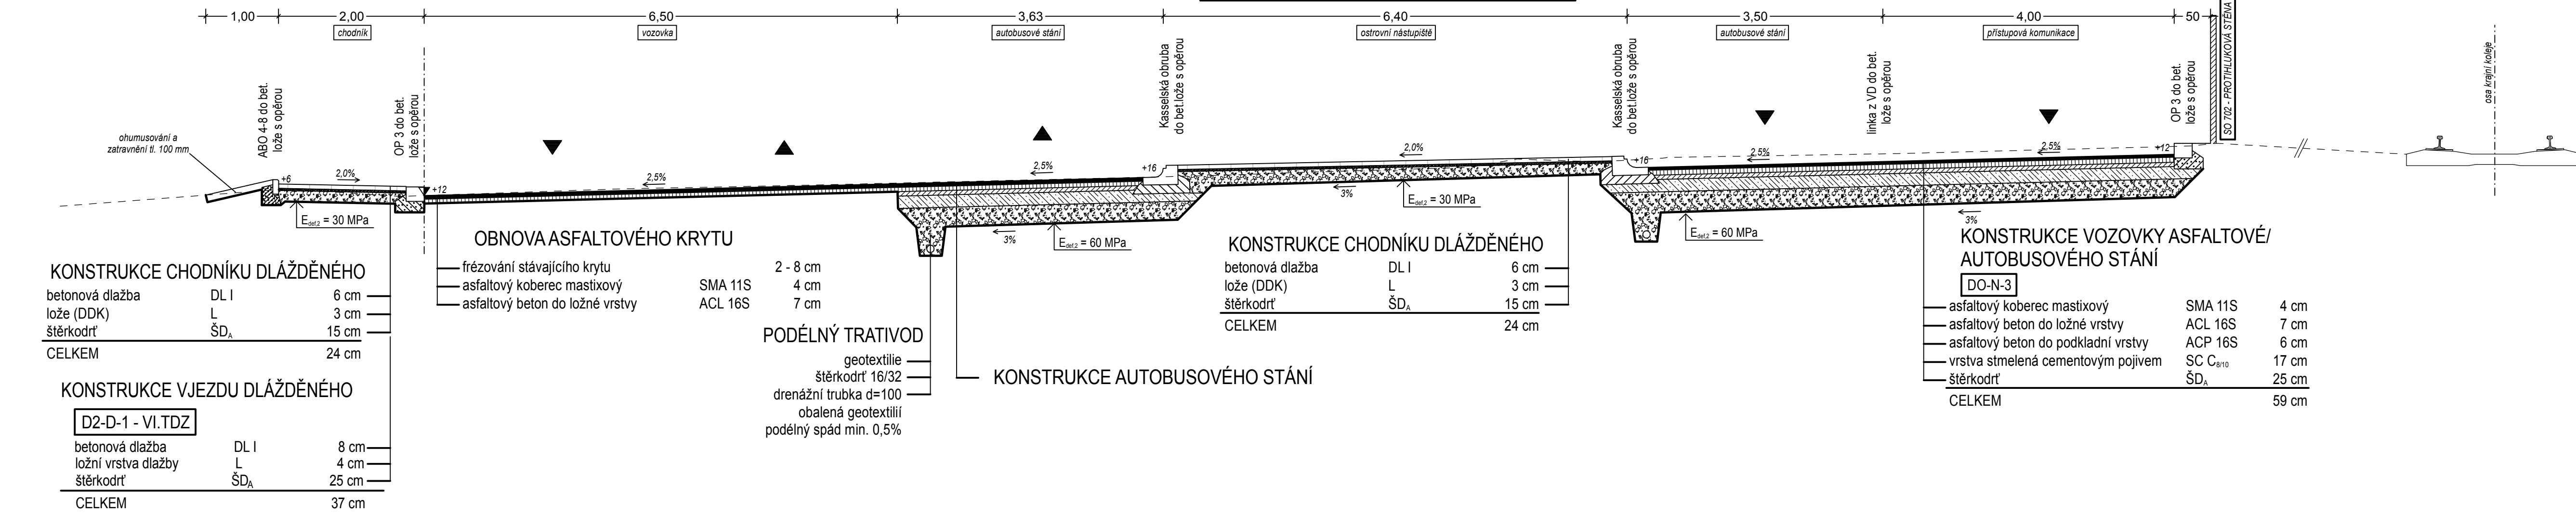 1,00 2,00 6,50 3,63 6,40 3,50 4,00 50
chodník vozovka autobusové stání ostrovní nástupiště autobusové stání přístupová komunikace
SO 702 - PROTIHLUKOVÁ STĚNA
osa krajní koleje
ABO 4-8 do bet.
lože s opěrou
OP 3 do bet.
lože s opěrou
Kasselská obruba
do bet.lože s opěrou
Kasselská obruba
do bet.lože s opěrou
linka z VD do bet.
lože s opěrou
OP 3 do bet.
lože s opěrou
ohumusování a
zatravnění tl. 100 mm
+6 2,0% +12 2,5% 2,5% +16 2,0% +16 2,5% 2,5% +12
Edef,2 = 30 MPa
3% Edef,2 = 60 MPa
3% Edef,2 = 30 MPa
Edef,2 = 60 MPa 3%
KONSTRUKCE CHODNÍKU DLÁŽDĚNÉHO
betonová dlažba DL I 6 cm
lože (DDK) L 3 cm
štěrkodrť ŠDA 15 cm
CELKEM 24 cm
KONSTRUKCE VJEZDU DLÁŽDĚNÉHO
D2-D-1 - VI.TDZ
betonová dlažba DL I 8 cm
ložní vrstva dlažby L 4 cm
štěrkodrť ŠDA 25 cm
CELKEM 37 cm
OBNOVA ASFALTOVÉHO KRYTU
frézování stávajícího krytu 2 - 8 cm
asfaltový koberec mastixový SMA 11S 4 cm
asfaltový beton do ložné vrstvy ACL 16S 7 cm
PODÉLNÝ TRATIVOD
geotextilie
štěrkodrť 16/32
drenážní trubka d=100
obalená geotextilií
podélný spád min. 0,5%
KONSTRUKCE AUTOBUSOVÉHO STÁNÍ
KONSTRUKCE CHODNÍKU DLÁŽDĚNÉHO
betonová dlažba DL I 6 cm
lože (DDK) L 3 cm
štěrkodrť ŠDA 15 cm
CELKEM 24 cm
KONSTRUKCE VOZOVKY ASFALTOVÉ/
AUTOBUSOVÉHO STÁNÍ
DO-N-3
asfaltový koberec mastixový SMA 11S 4 cm
asfaltový beton do ložné vrstvy ACL 16S 7 cm
asfaltový beton do podkladní vrstvy ACP 16S 6 cm
vrstva stmelená cementovým pojivem SC C8/10 17 cm
štěrkodrť ŠDA 25 cm
CELKEM 59 cm